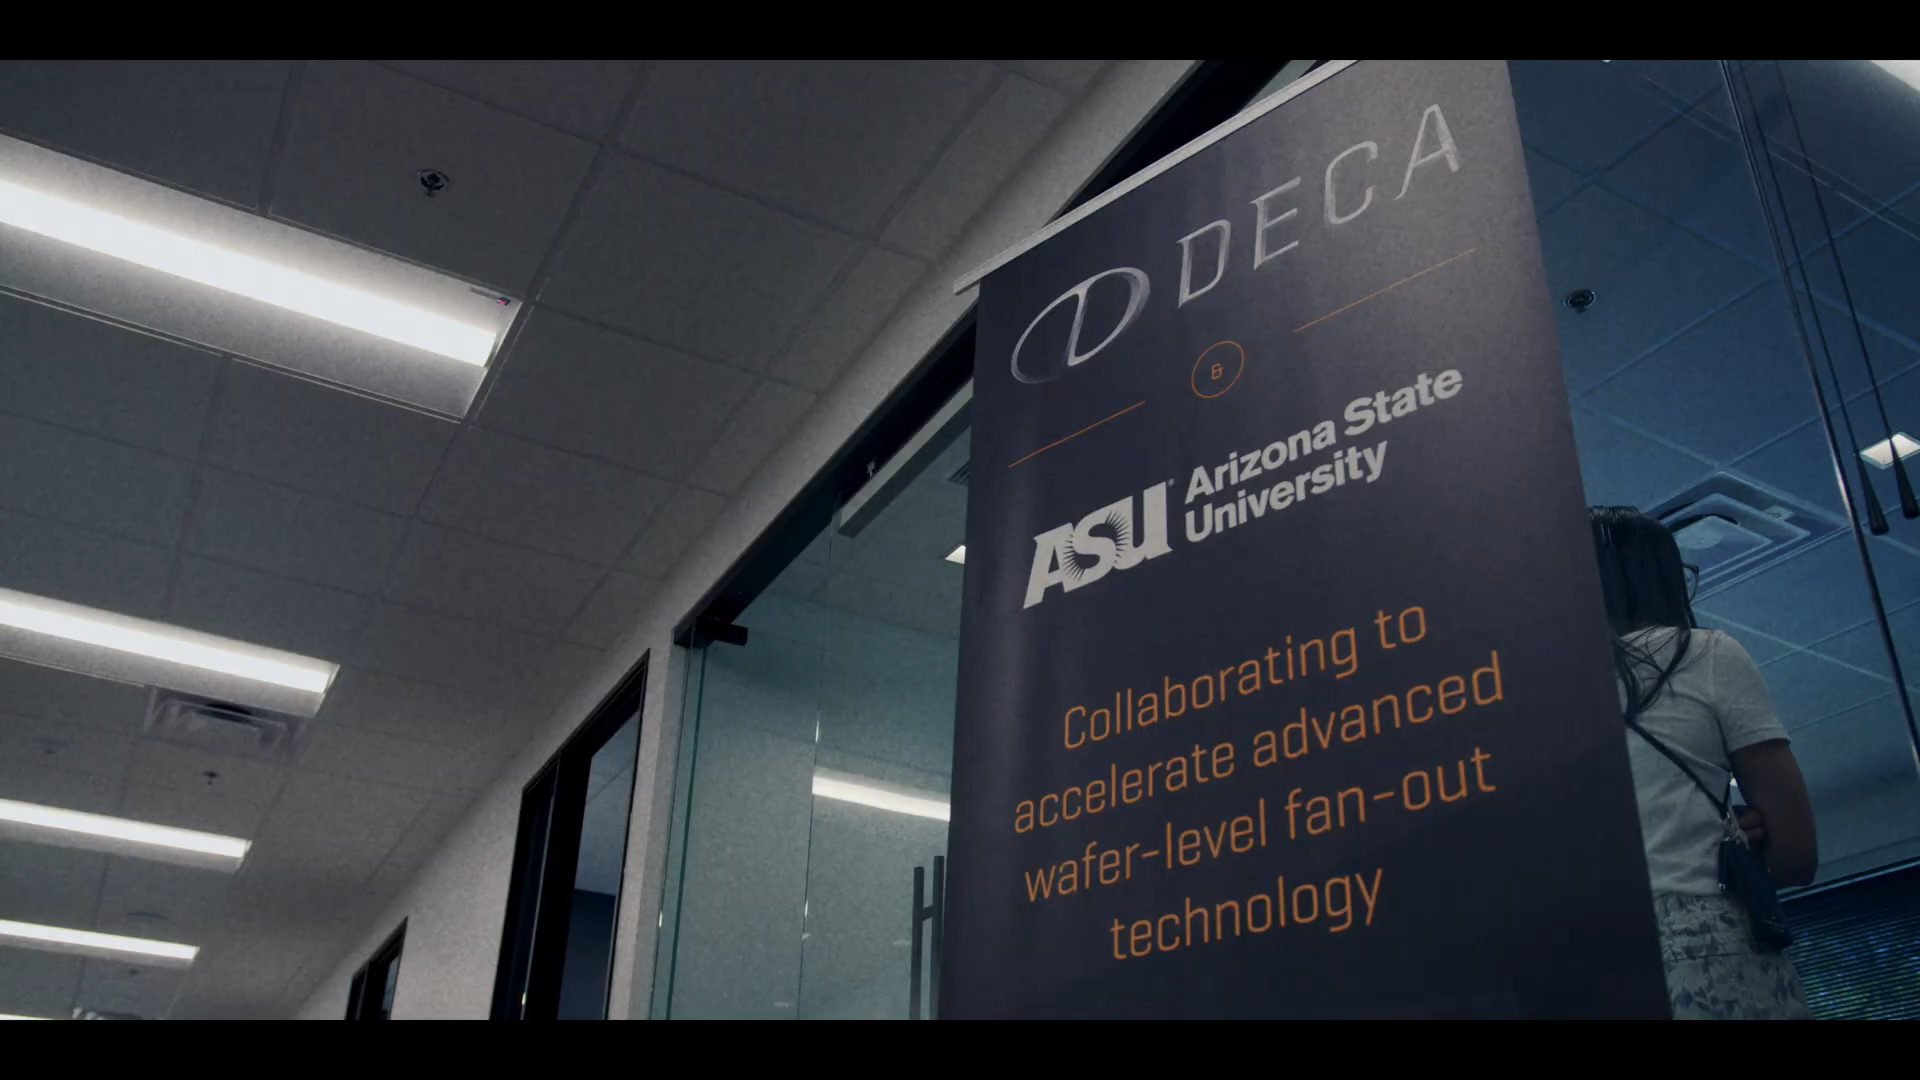 DECA
&
ASU Arizona State
University
Collaborating to
accelerate advanced
wafer-level fan-out
technology